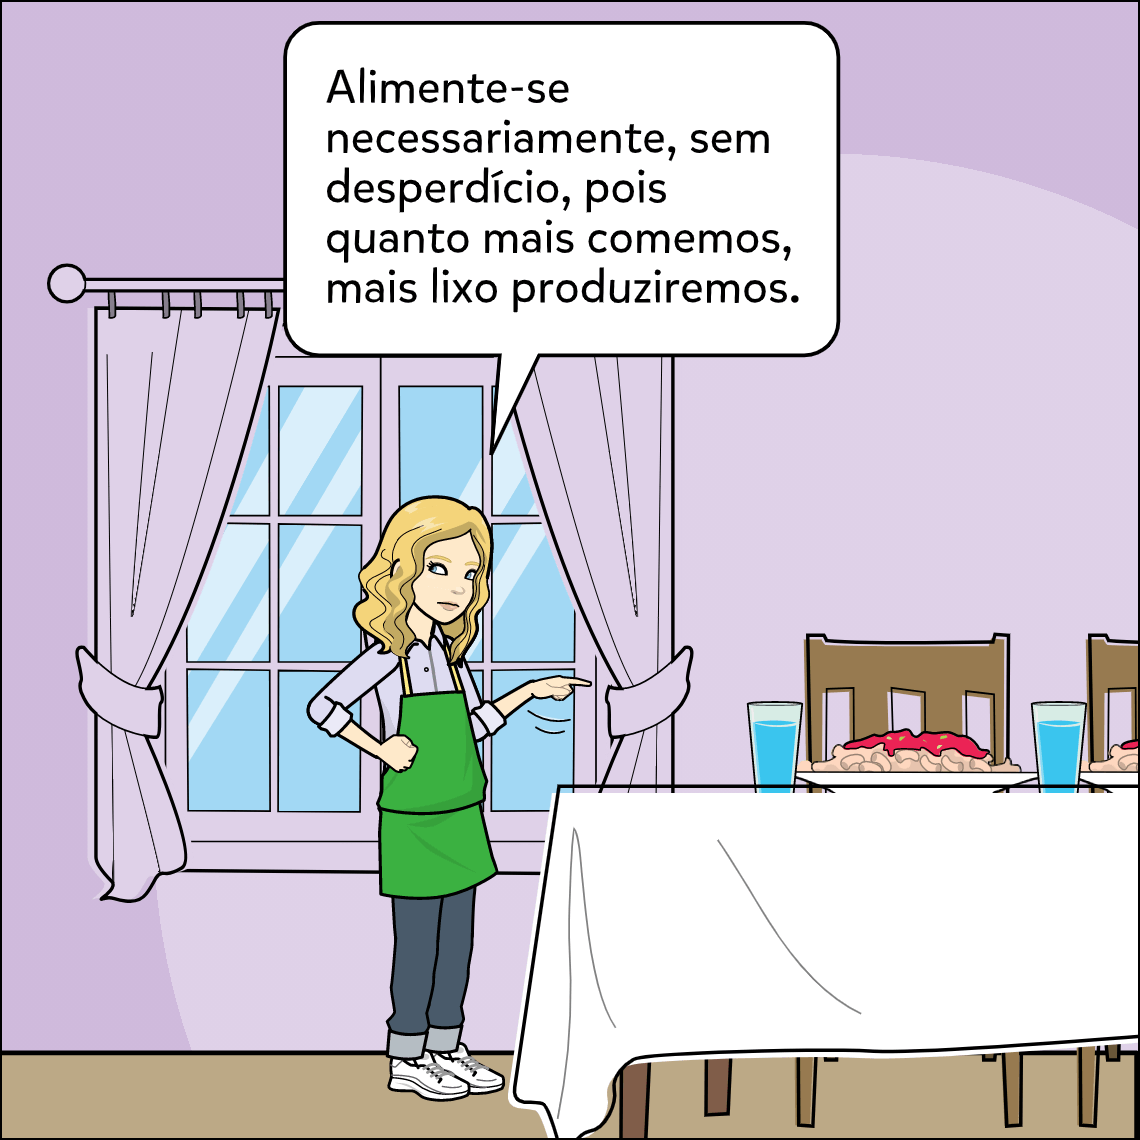 Alimente-se
necessariamente, sem
desperdício, pois
quanto mais comemos,
mais lixo produziremos.